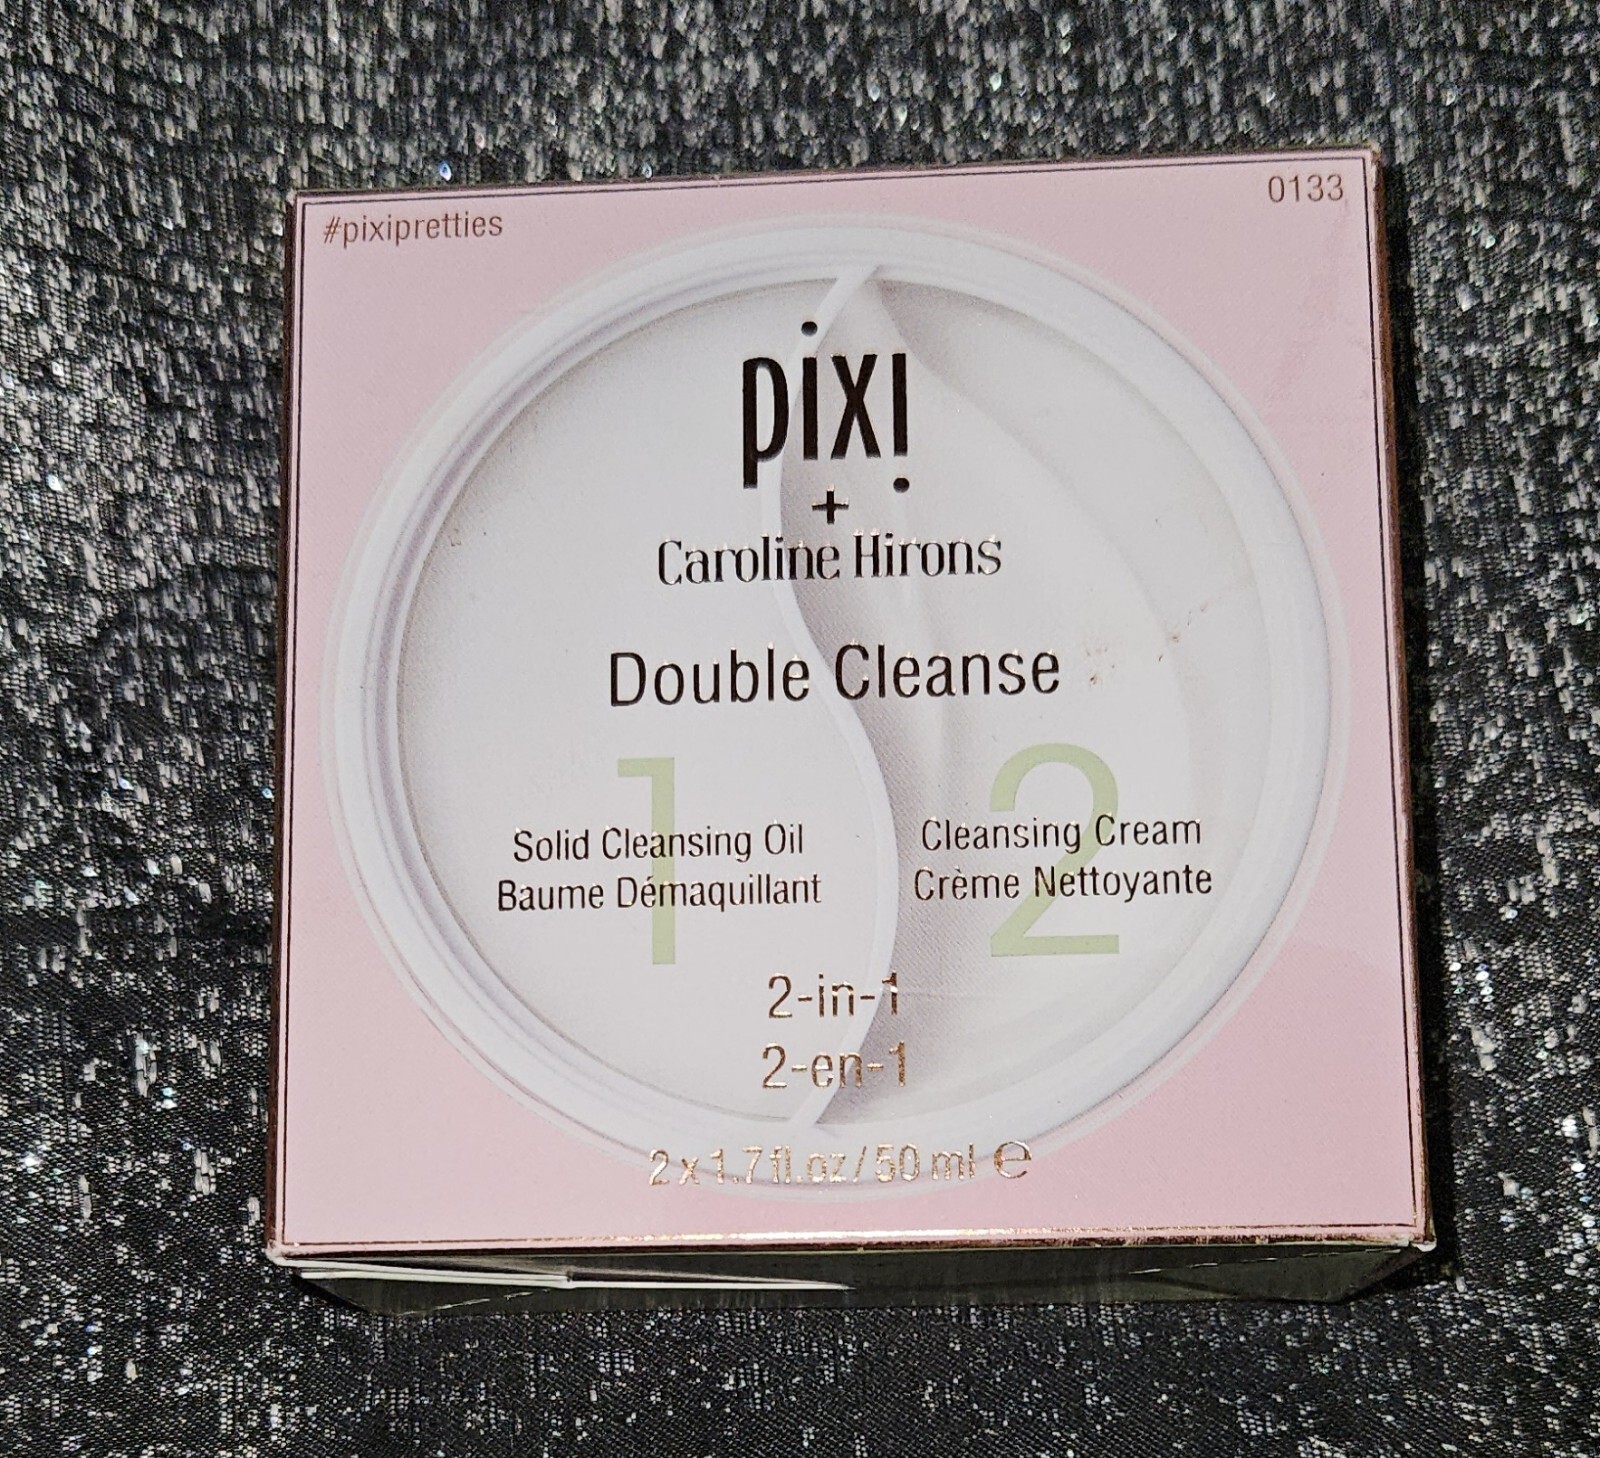 #pixipretties
0133
pixi
+
Caroline Hirons
Double Cleanse
1
Solid Cleansing Oil
Baume Démaquillant
2
Cleansing Cream
Crème Nettoyante
2-in-1
2-en-1
2 x 1.7 fl.oz / 50 ml ℮